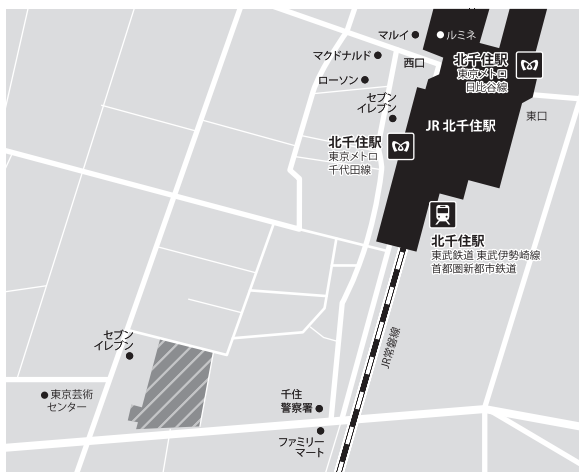 マルイ
ルミネ
マクドナルド
西口
北千住駅
東京メトロ
日比谷線
ローソン
セブン
イレブン
東口
JR 北千住駅
北千住駅
東京メトロ
千代田線
北千住駅
東武鉄道 東武伊勢崎線
首都圏新都市鉄道
JR常磐線
セブン
イレブン
東京芸術
センター
千住
警察署
ファミリー
マート